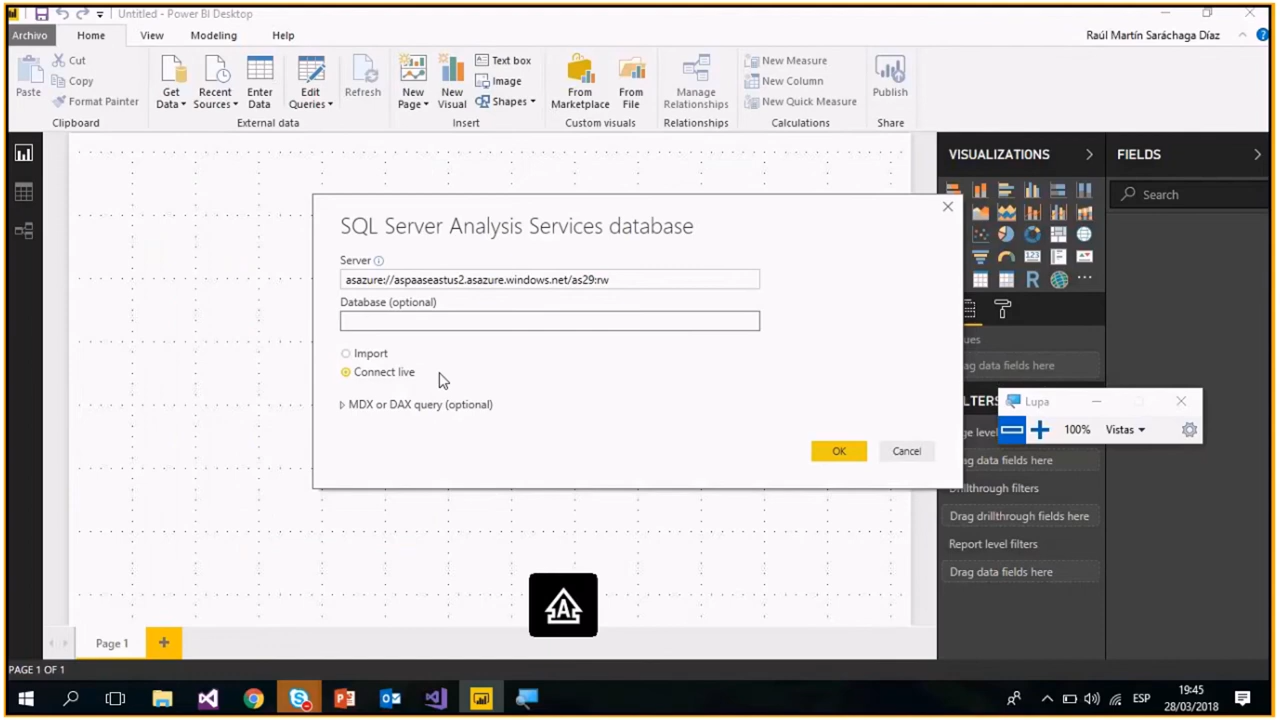 Untitled - Power BI Desktop
Archivo Home View Modeling Help Raúl Martín Saráchaga Díaz
Paste Cut Copy Format Painter
Clipboard
Get Data Recent Sources Enter Data Edit Queries Refresh
External data
New Page New Visual Text box Image Shapes
Insert
From Marketplace From File
Custom visuals
Manage Relationships
Relationships
New Measure
New Column
New Quick Measure
Calculations
Publish
Share
VISUALIZATIONS FIELDS
Search
SQL Server Analysis Services database
Server
asazure://aspaaseastus2.asazure.windows.net/as29:rw
Database (optional)
Import
Connect live
MDX or DAX query (optional)
OK Cancel
R
ues
ag data fields here
LTERS
Lupa
100% Vistas
ge level
ag data fields here
Drillthrough filters
Drag drillthrough fields here
Report level filters
Drag data fields here
A
Page 1
PAGE 1 OF 1
ESP
19:45
28/03/2018